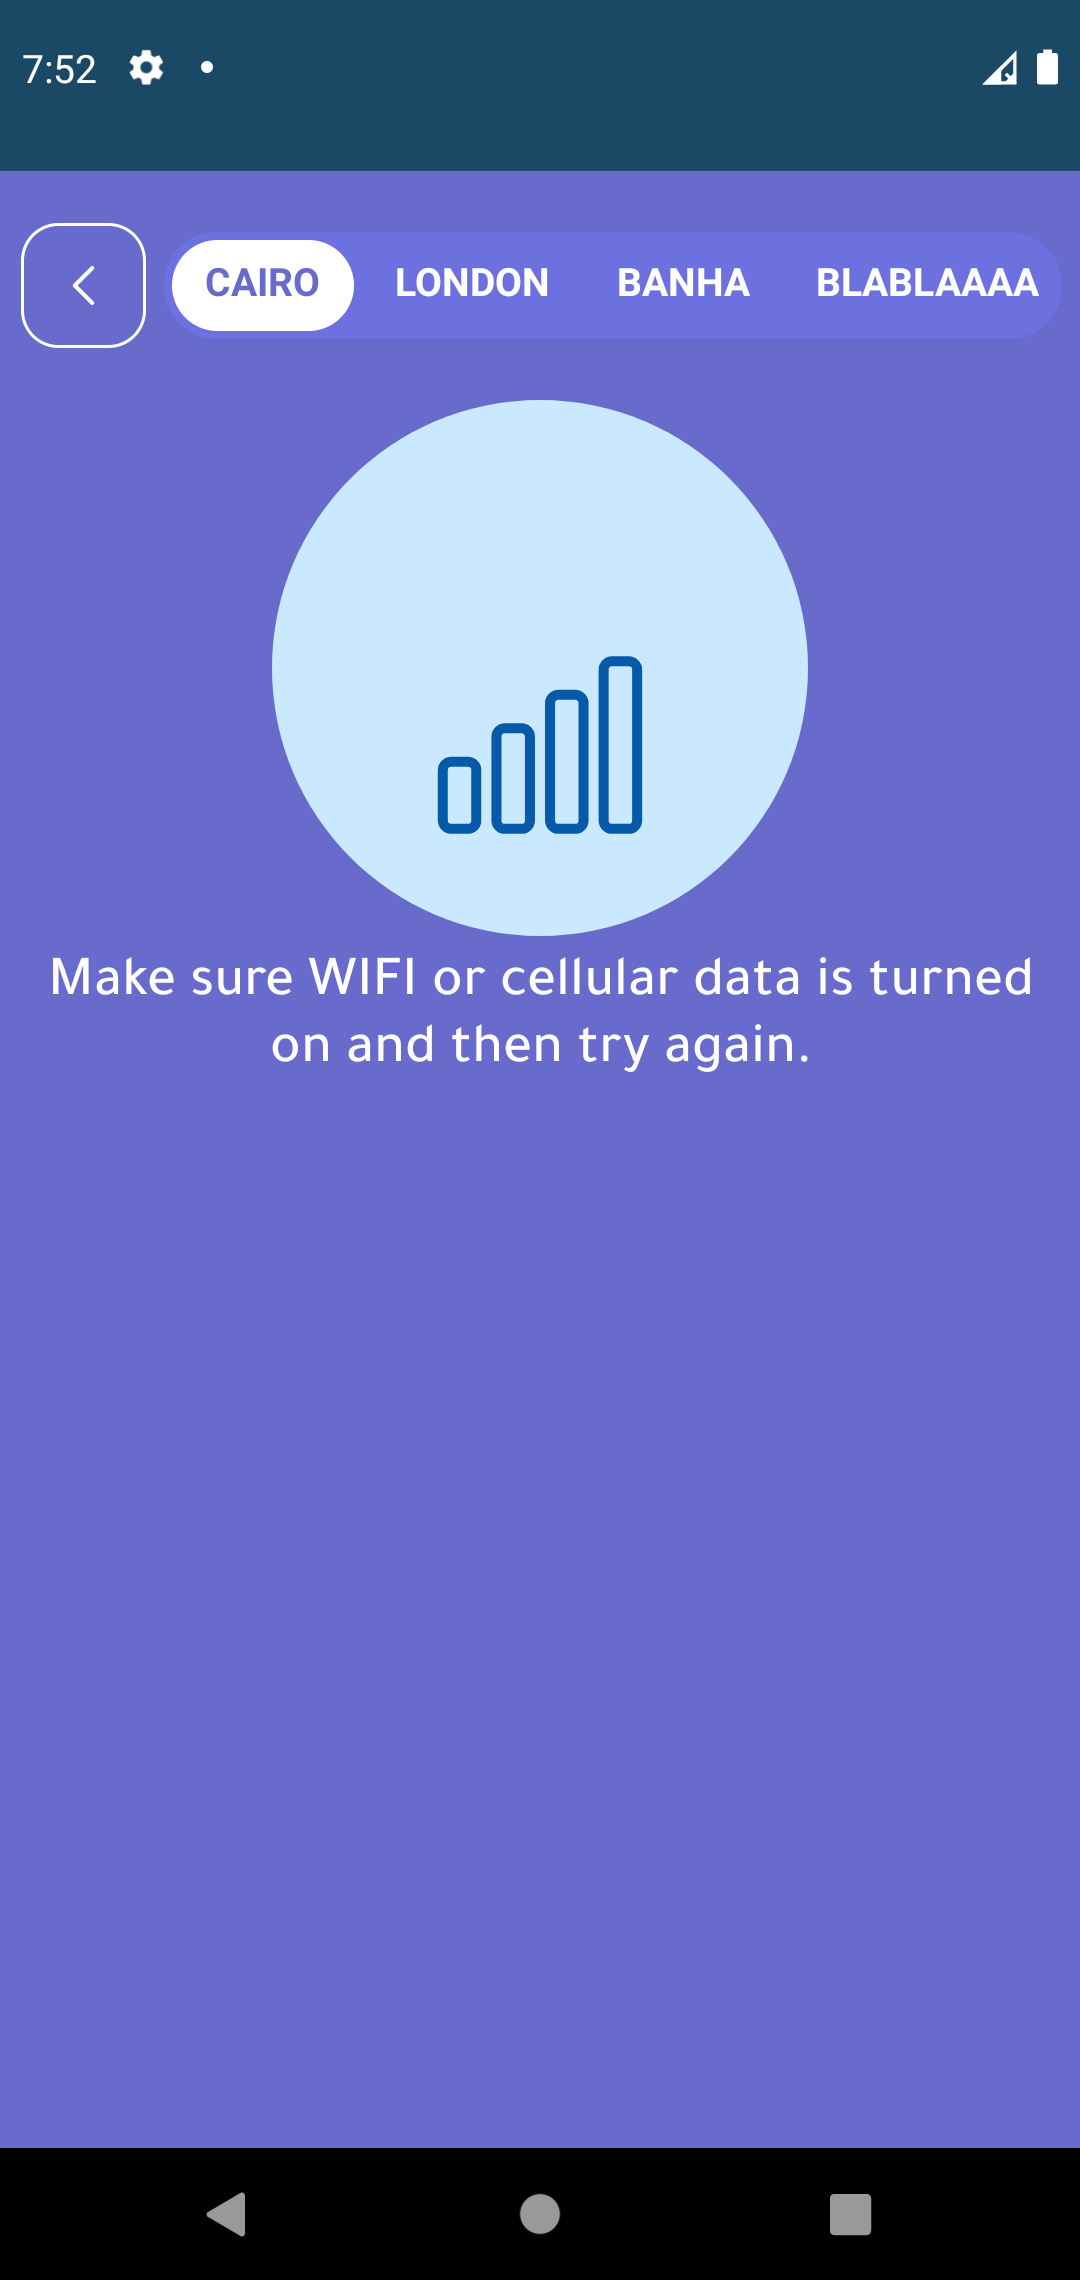 7:52
CAIRO LONDON BANHA BLABLAAAA
Make sure WIFI or cellular data is turned
on and then try again.